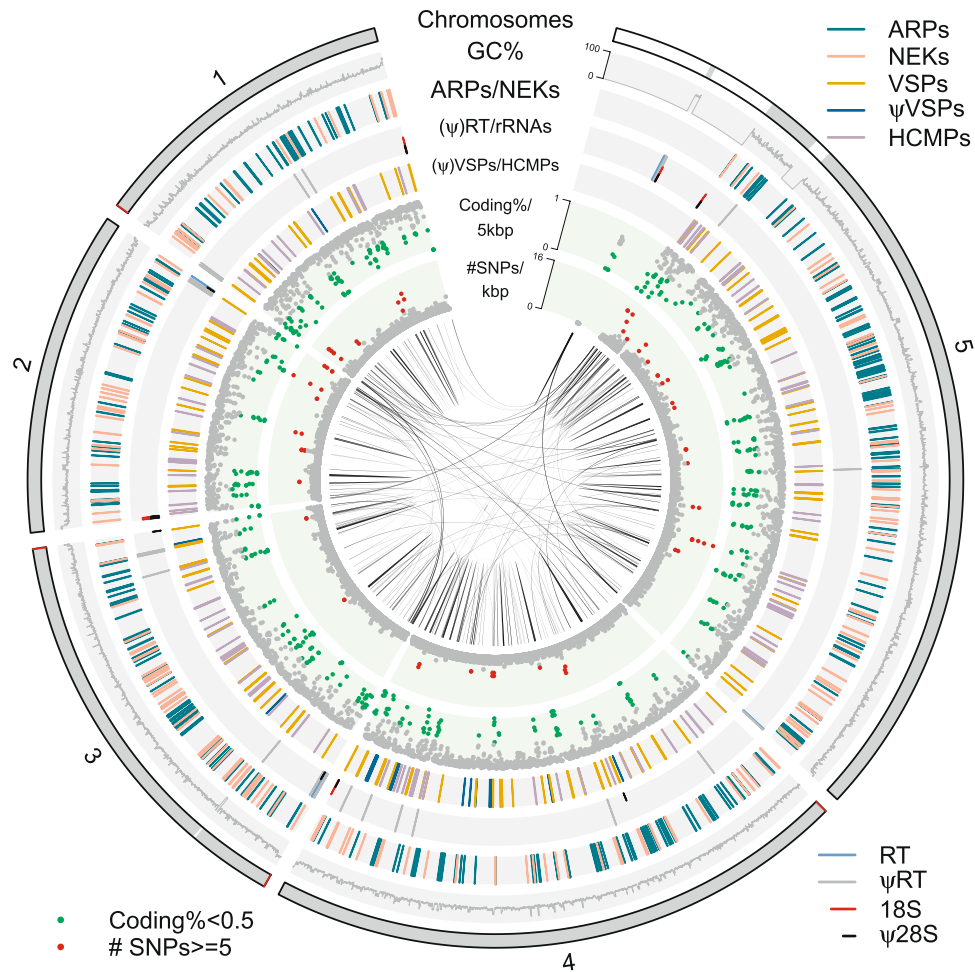 Chromosomes
GC%
ARPs/NEKs
(ψ)RT/rRNAs
(ψ)VSPs/HCMPs
Coding%/
5kbp
#SNPs/
kbp
100
0
1
0
16
0
ARPs
NEKs
VSPs
ψVSPs
HCMPs
1
2
3
4
5
Coding%<0.5
# SNPs>=5
RT
ψRT
18S
ψ28S